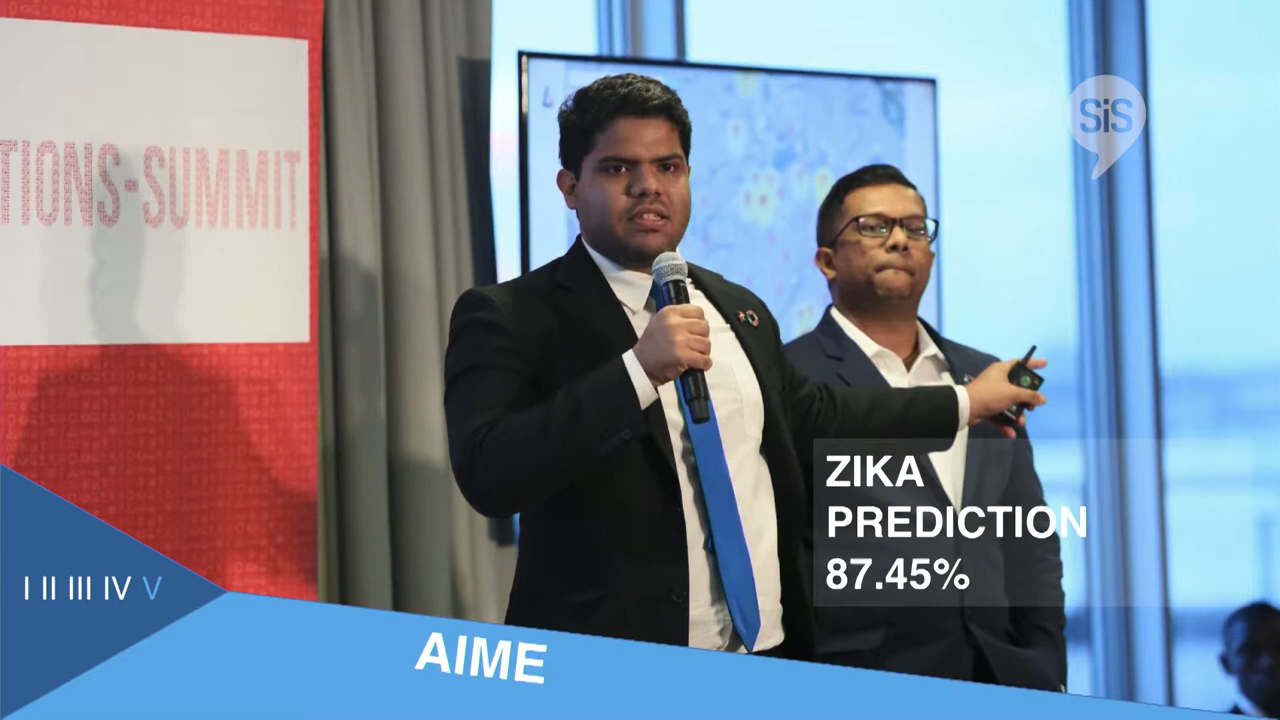 TIONS-SUMMIT
SiS
ZIKA
PREDICTION
87.45%
I II III IV V
AIME